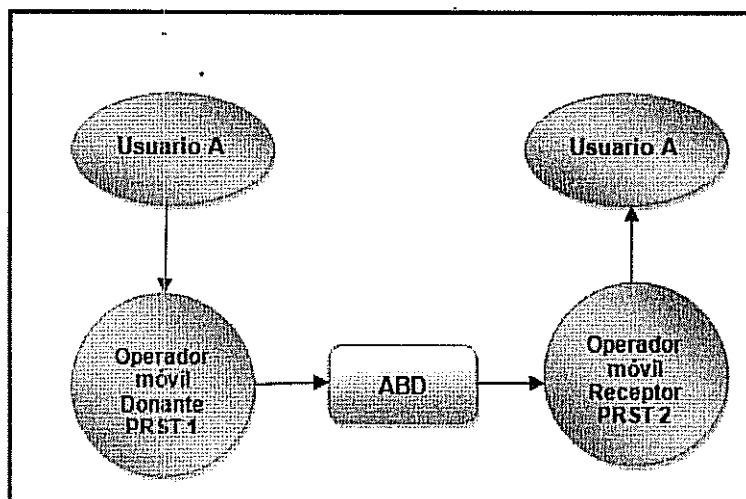 Usuario A
Usuario A
Operador
móvil
Donante
PRST 1
ABD
Operador
móvil
Receptor
PRST 2